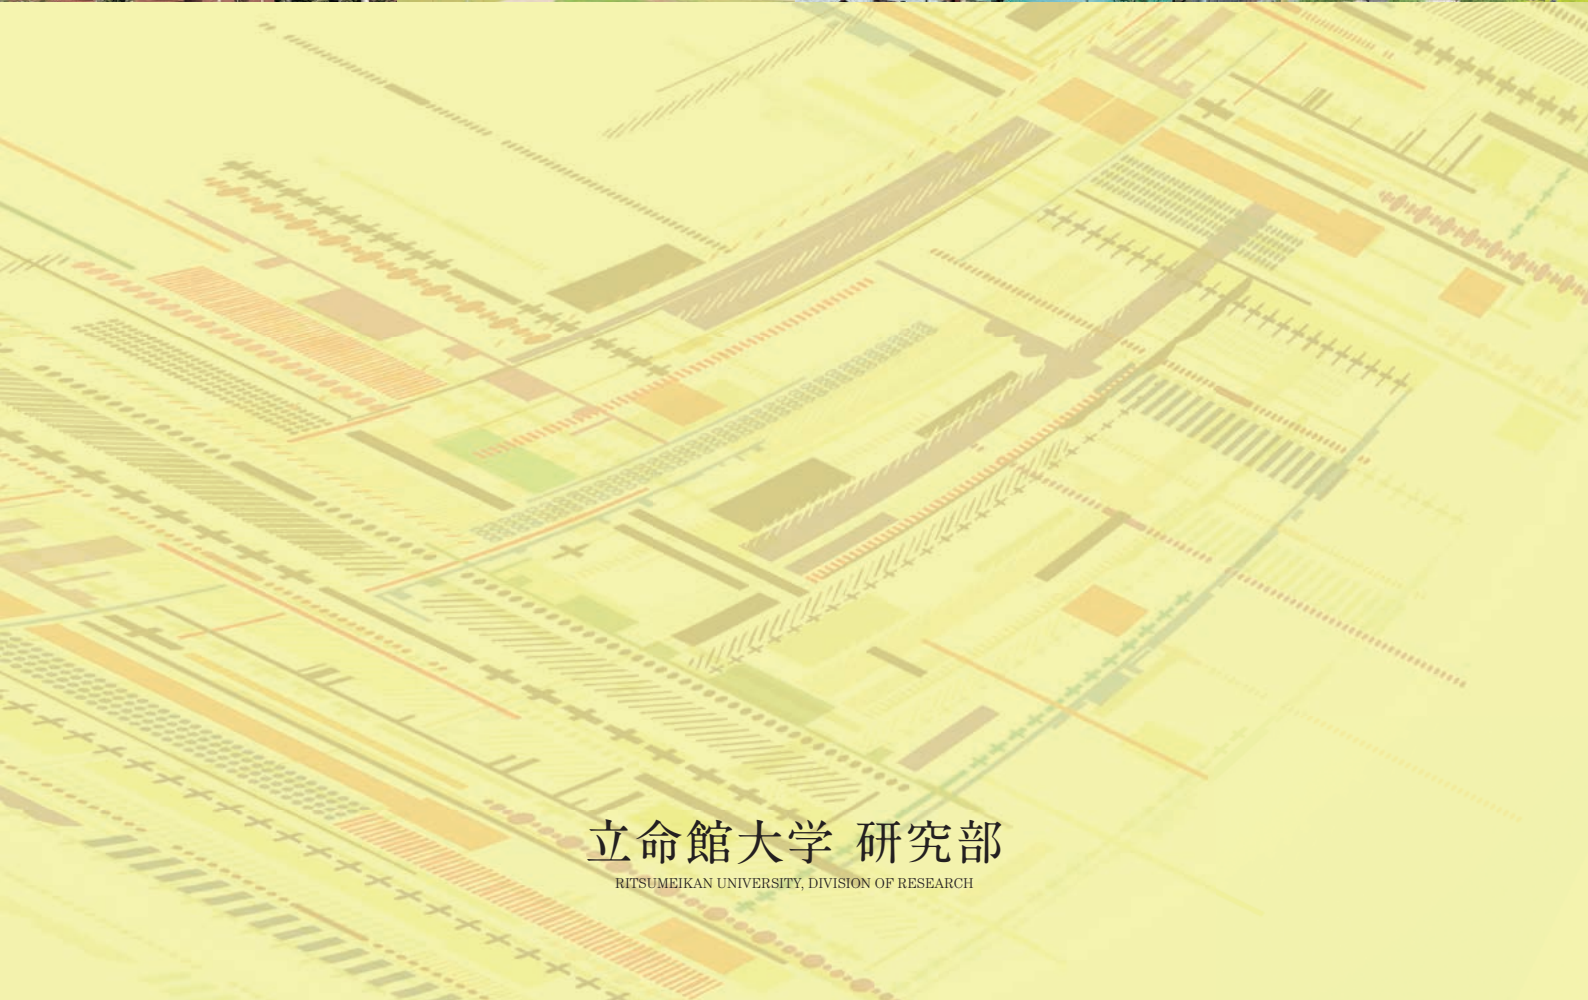 立命館大学 研究部
RITSUMEIKAN UNIVERSITY, DIVISION OF RESEARCH